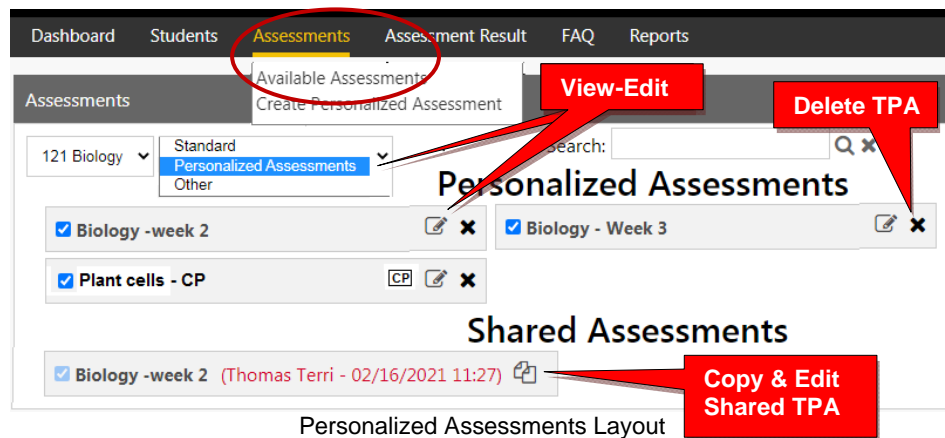 Dashboard Students Assessments Assessment Result FAQ Reports
Available Assessments
Create Personalized Assessment
View-Edit
Delete TPA
Assessments
121 Biology
Standard
Personalized Assessments
Other
Search:
Personalized Assessments
Biology -week 2
Biology - Week 3
Plant cells - CP CP
Shared Assessments
Biology -week 2 (Thomas Terri - 02/16/2021 11:27)
Copy & Edit
Shared TPA
Personalized Assessments Layout